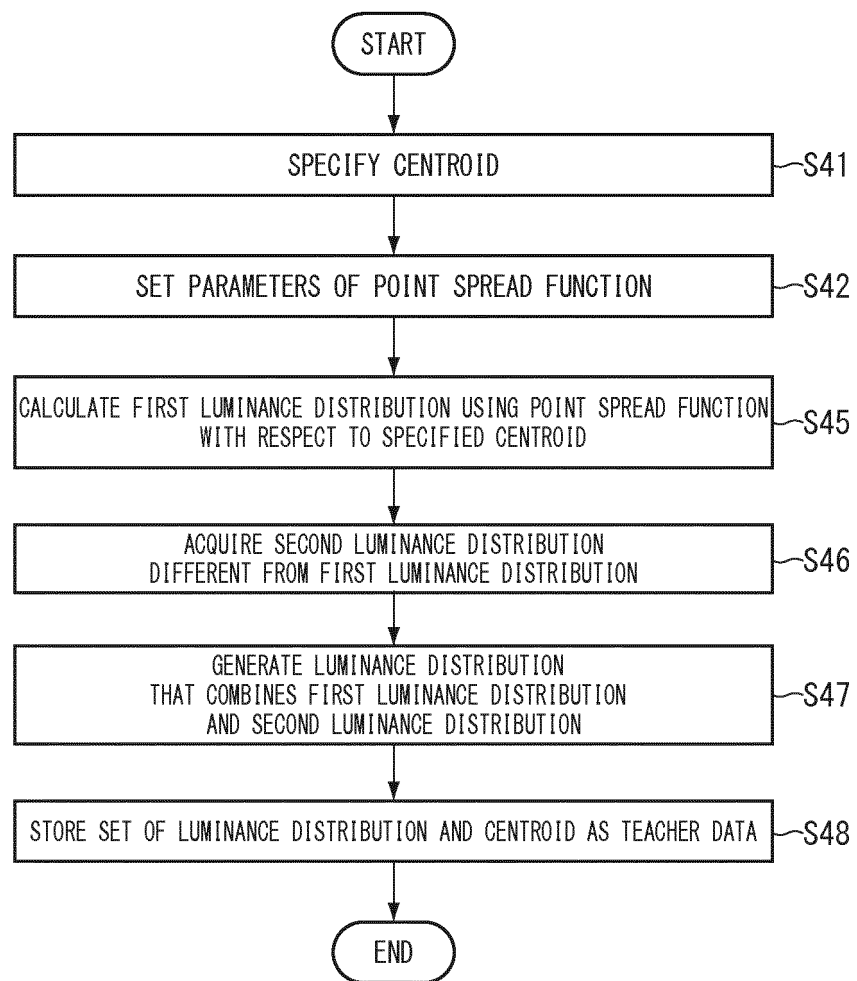 START
SPECIFY CENTROID
S41
SET PARAMETERS OF POINT SPREAD FUNCTION
S42
CALCULATE FIRST LUMINANCE DISTRIBUTION USING POINT SPREAD FUNCTION
WITH RESPECT TO SPECIFIED CENTROID
S45
ACQUIRE SECOND LUMINANCE DISTRIBUTION
DIFFERENT FROM FIRST LUMINANCE DISTRIBUTION
S46
GENERATE LUMINANCE DISTRIBUTION
THAT COMBINES FIRST LUMINANCE DISTRIBUTION
AND SECOND LUMINANCE DISTRIBUTION
S47
STORE SET OF LUMINANCE DISTRIBUTION AND CENTROID AS TEACHER DATA
S48
END